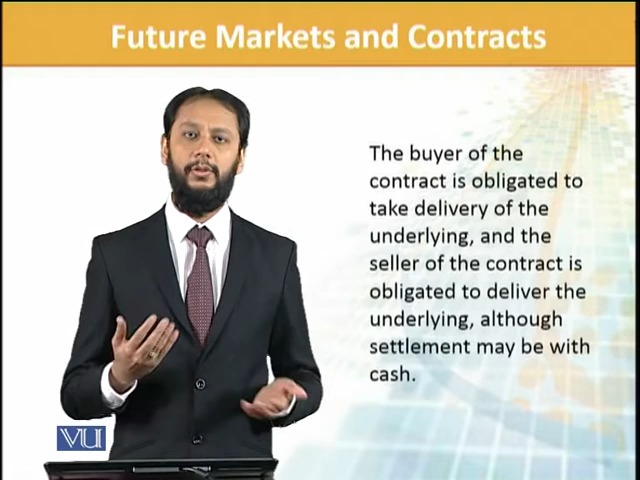 Future Markets and Contracts
The buyer of the
contract is obligated to
take delivery of the
underlying, and the
seller of the contract is
obligated to deliver the
underlying, although
settlement may be with
cash.
VU